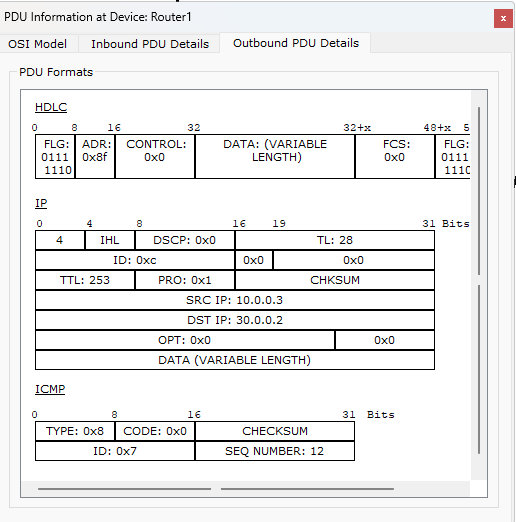 PDU Information at Device: Router1
x
OSI Model Inbound PDU Details Outbound PDU Details
PDU Formats
HDLC
0 8 16 32 32+x 48+x 5
FLG: ADR: CONTROL: DATA: (VARIABLE FCS: FLG:
0111 0x8f 0x0 LENGTH) 0x0 0111
1110 1110
IP
0 4 8 16 19 31 Bits
4 IHL DSCP: 0x0 TL: 28
ID: 0xc 0x0 0x0
TTL: 253 PRO: 0x1 CHKSUM
SRC IP: 10.0.0.3
DST IP: 30.0.0.2
OPT: 0x0 0x0
DATA (VARIABLE LENGTH)
ICMP
0 8 16 31 Bits
TYPE: 0x8 CODE: 0x0 CHECKSUM
ID: 0x7 SEQ NUMBER: 12